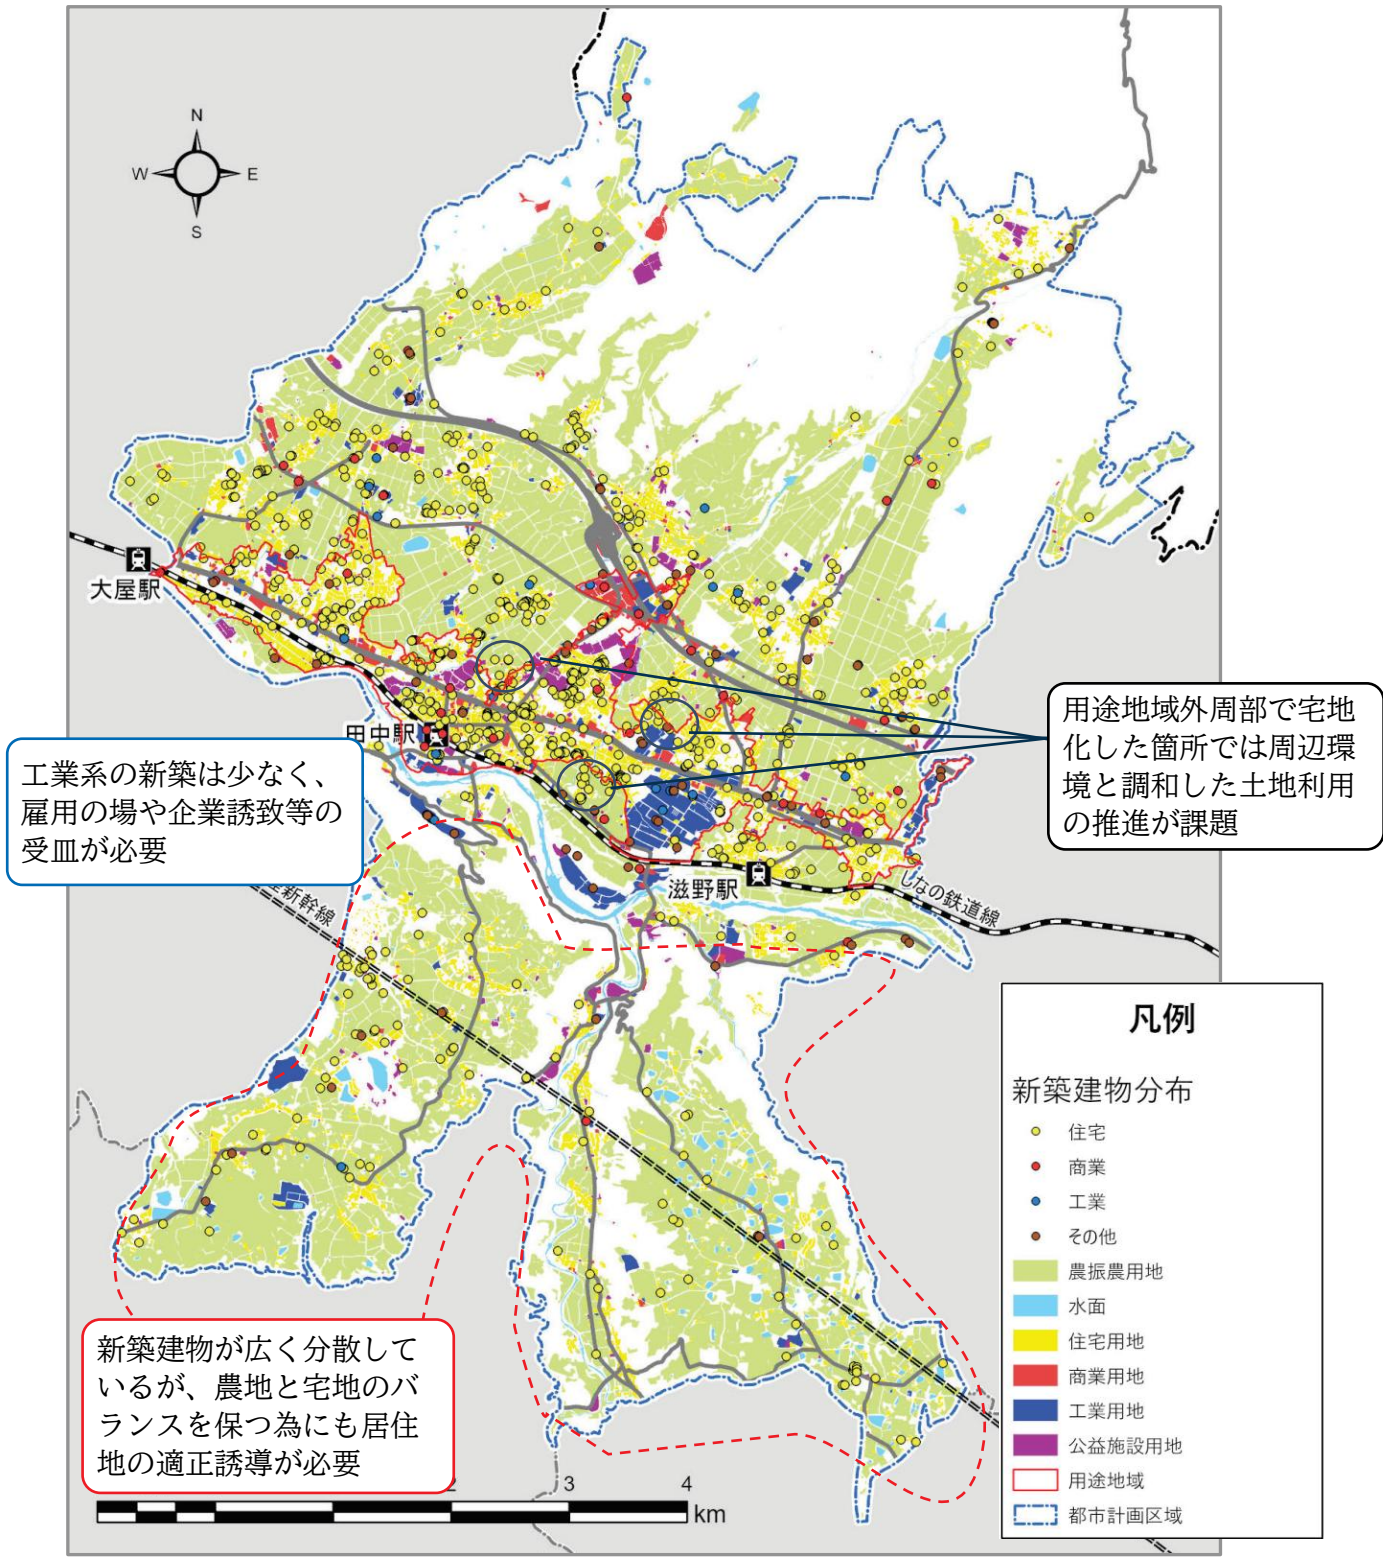 N
W
E
S
大屋駅
田中駅
滋野駅
しなの鉄道線
新幹線
用途地域外周部で宅地
化した箇所では周辺環
境と調和した土地利用
の推進が課題
工業系の新築は少なく、
雇用の場や企業誘致等の
受皿が必要
新築建物が広く分散して
いるが、農地と宅地のバ
ランスを保つ為にも居住
地の適正誘導が必要
凡例
新築建物分布
住宅
商業
工業
その他
農振農用地
水面
住宅用地
商業用地
工業用地
公益施設用地
用途地域
都市計画区域
2
3
4
km